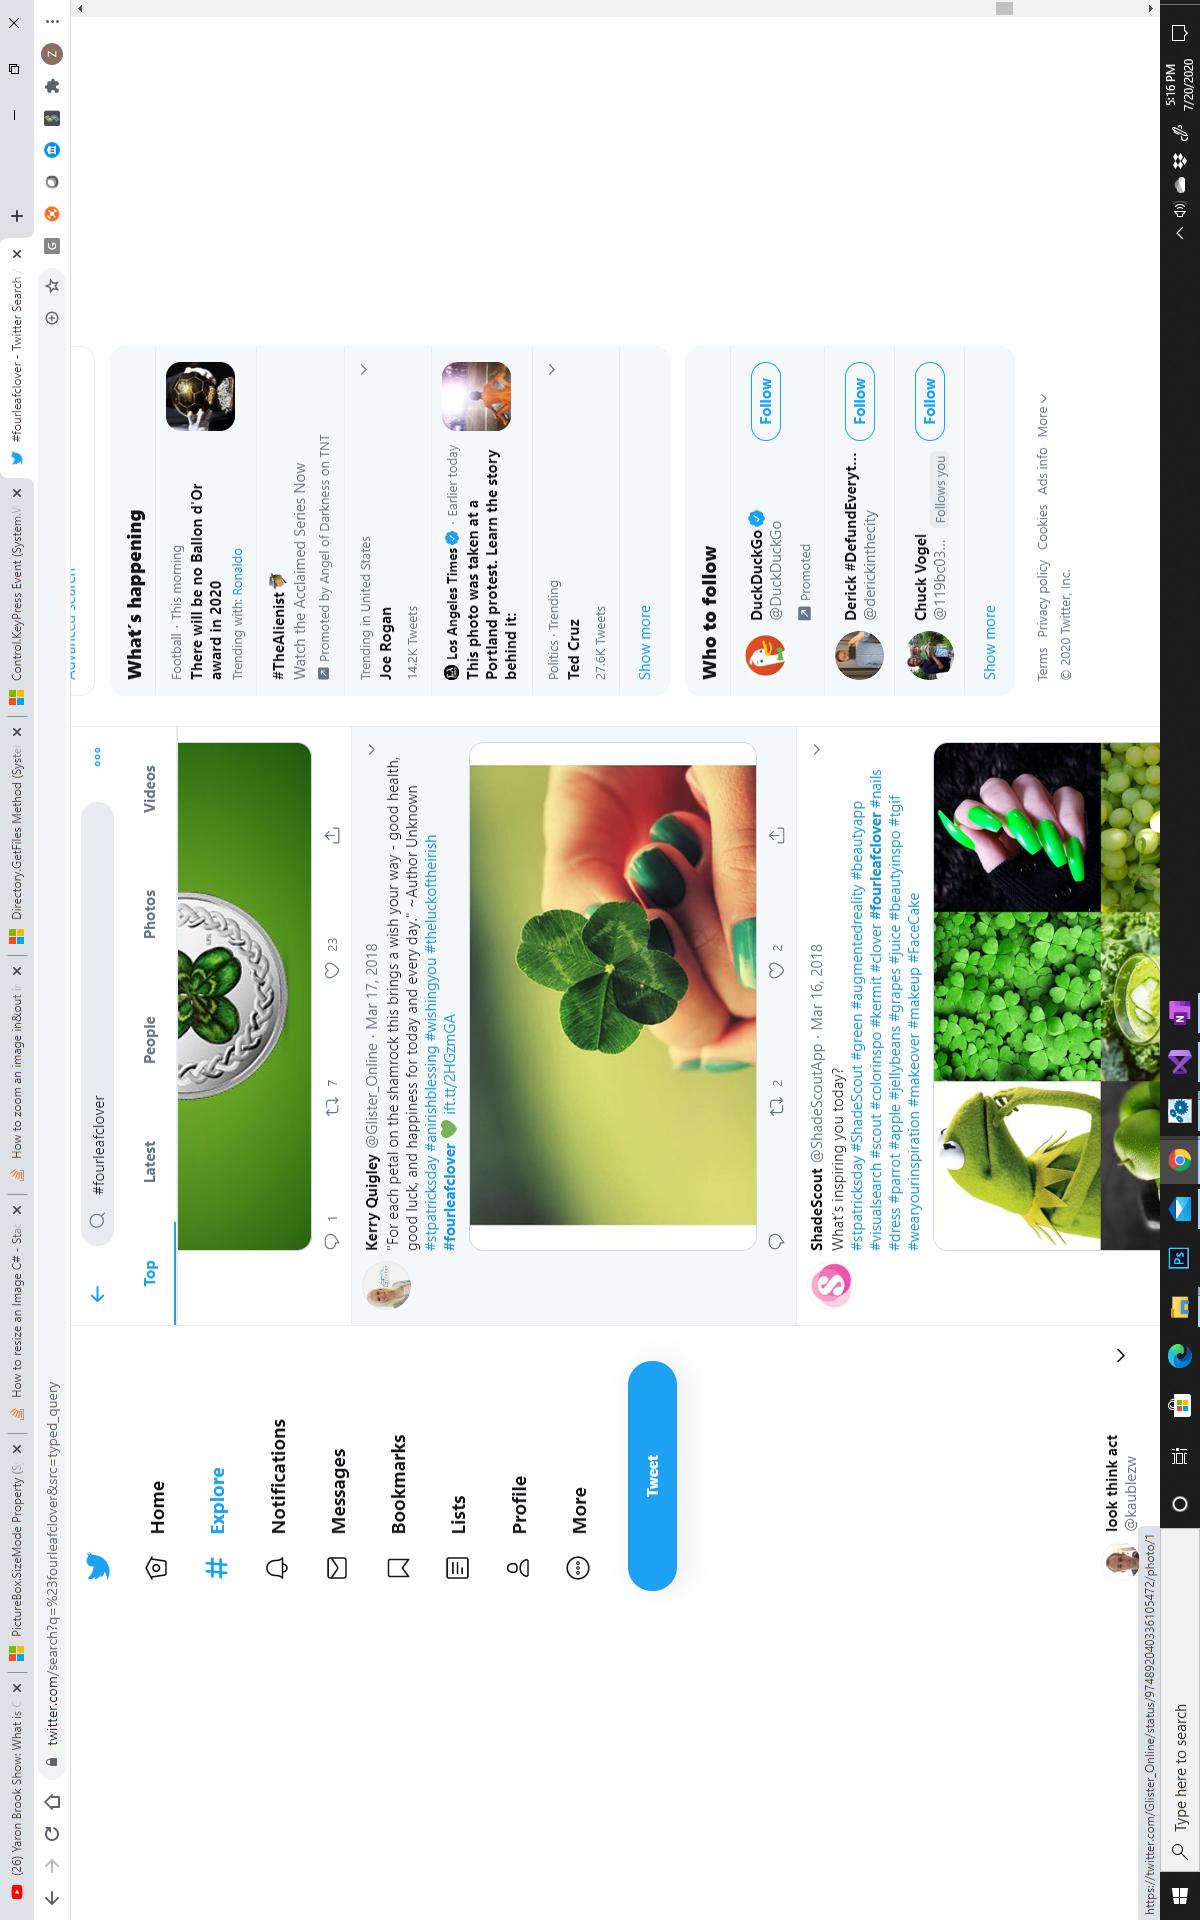 (26) Yaron Brook Show: What is C
PictureBox.SizeMode Property (S
How to resize an Image C# - Stac
How to zoom an image in&out in
Directory.GetFiles Method (Syste
Control.KeyPress Event (System.W
#fourleafclover - Twitter Search /
twitter.com/search?q=%23fourleafclover&src=typed_query
G
Z
Home
Explore
Notifications
Messages
Bookmarks
Lists
Profile
More
Tweet
look think act
@kaublezw
#fourleafclover
Top
Latest
People
Photos
Videos
1
7
23
Kerry Quigley @Glister_Online · Mar 17, 2018
"For each petal on the shamrock this brings a wish your way - good health,
good luck, and happiness for today and every day." ~Author Unknown
#stpatricksday #anirishblessing #wishingyou #theluckoftheirish
#fourleafclover 💚 ift.tt/2HGzmGA
2
2
ShadeScout @ShadeScoutApp · Mar 16, 2018
What's inspiring you today?
#stpatricksday #ShadeScout #green #augmentedreality #beautyapp
#visualsearch #scout #colorinspo #kermit #clover #fourleafclover #nails
#dress #parrot #apple #jellybeans #grapes #juice #beautyinspo #tgif
#wearyourinspiration #makeover #makeup #FaceCake
Advanced search
What's happening
Football · This morning
There will be no Ballon d'Or
award in 2020
Trending with: Ronaldo
#TheAlienist
Watch the Acclaimed Series Now
Promoted by Angel of Darkness on TNT
Trending in United States
Joe Rogan
14.2K Tweets
Los Angeles Times · Earlier today
This photo was taken at a
Portland protest. Learn the story
behind it:
Politics · Trending
Ted Cruz
27.6K Tweets
Show more
Who to follow
DuckDuckGo
@DuckDuckGo
Follow
Promoted
Derick #DefundEveryt...
@derickinthecity
Follow
Chuck Vogel
@119bc03... Follows you
Follow
Show more
Terms Privacy policy Cookies Ads info More
© 2020 Twitter, Inc.
https://twitter.com/Glister_Online/status/974892040336105472/photo/1
Type here to search
Ps
N
5:16 PM
7/20/2020